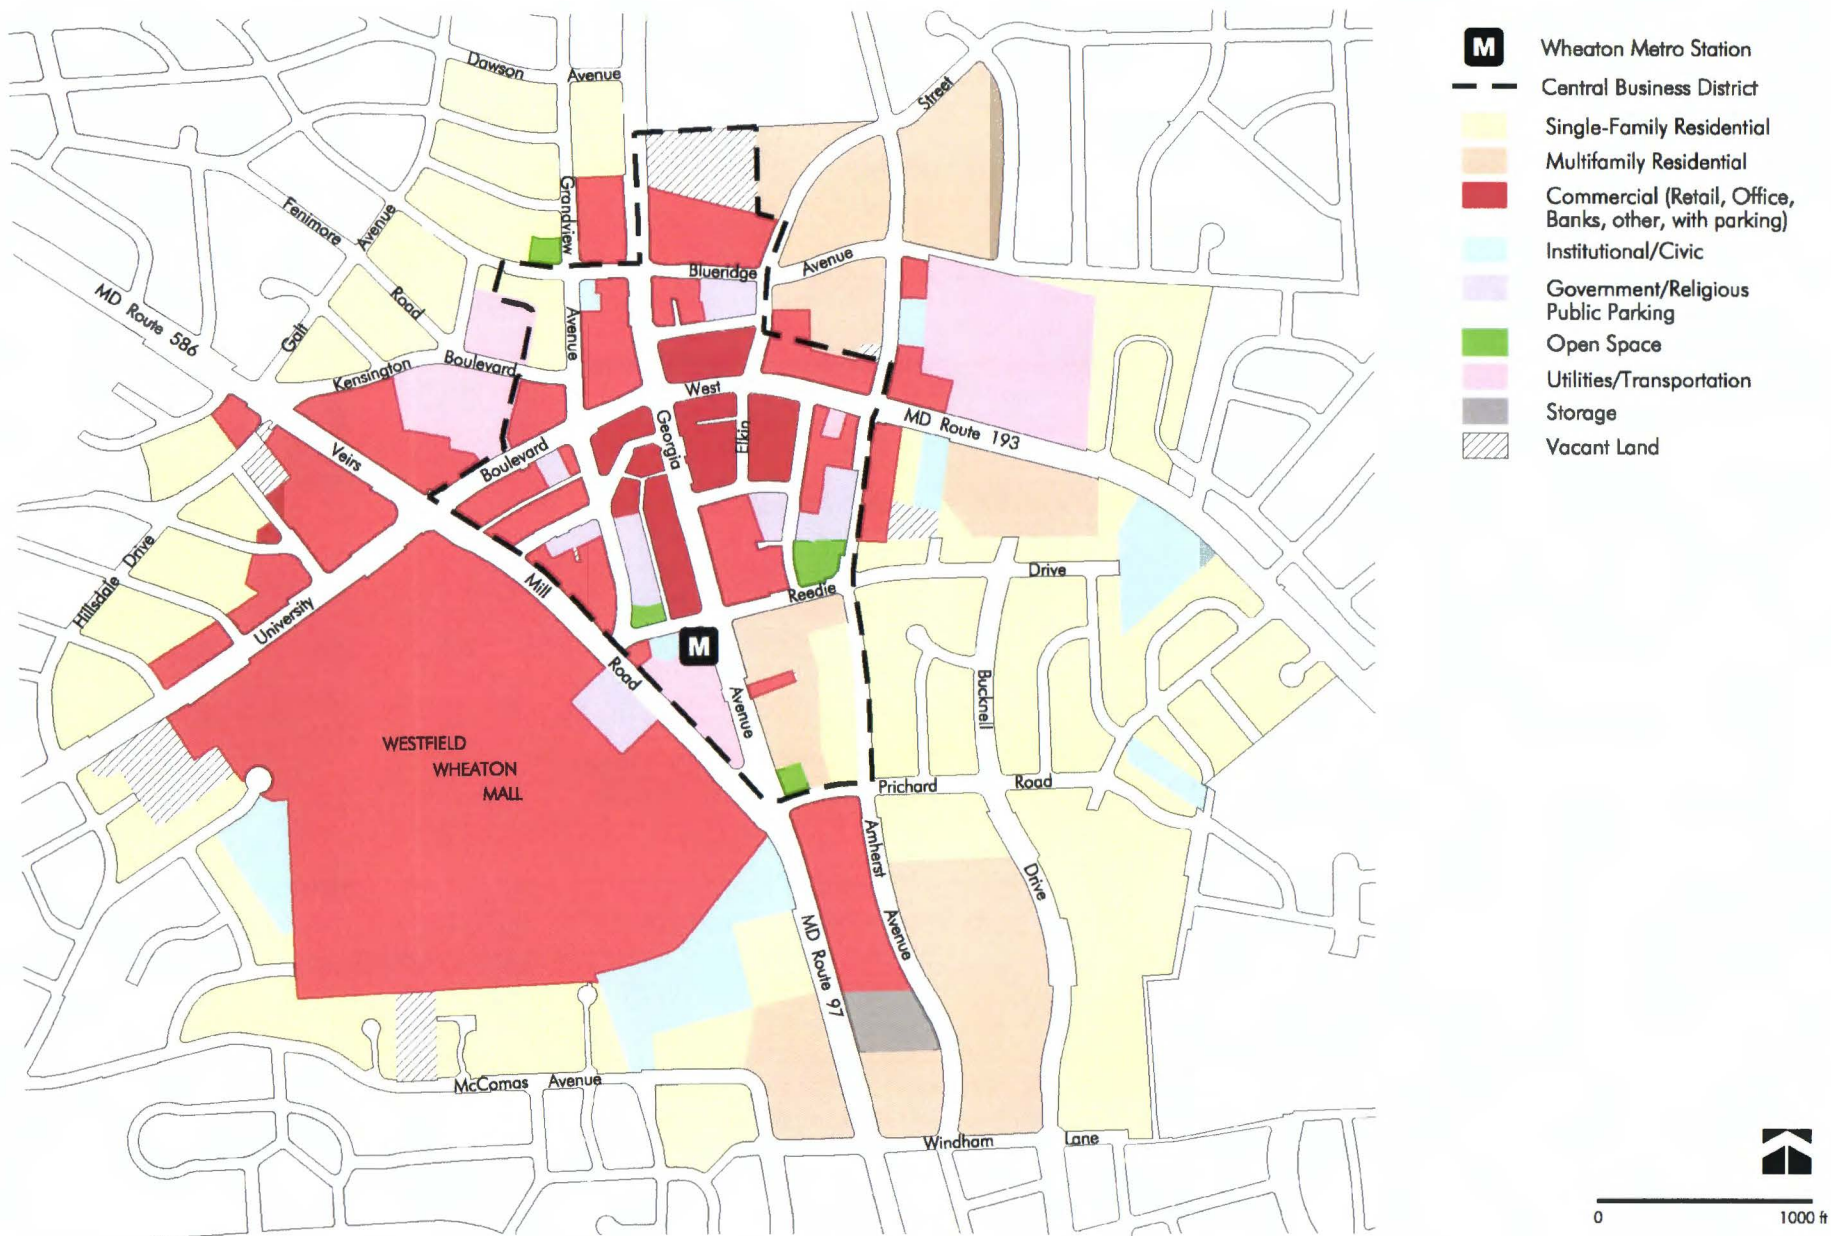 Dawson
Avenue
Street
Grandview
Fenimore
Avenue
Blueridge
Avenue
MD Route 586
Road
Galt
Avenue
Kensington
Boulevard
West
MD Route 193
Georgia
Elkin
Veirs
Boulevard
Hillsdale
Drive
Mill
Reedie
Drive
University
M
Road
Bucknell
Avenue
WESTFIELD
WHEATON
MALL
Prichard
Road
Amherst
Drive
Avenue
MD Route 97
McComas
Avenue
Windham
Lane
M
Wheaton Metro Station
Central Business District
Single-Family Residential
Multifamily Residential
Commercial (Retail, Office,
Banks, other, with parking)
Institutional/Civic
Government/Religious
Public Parking
Open Space
Utilities/Transportation
Storage
Vacant Land
0
1000 ft